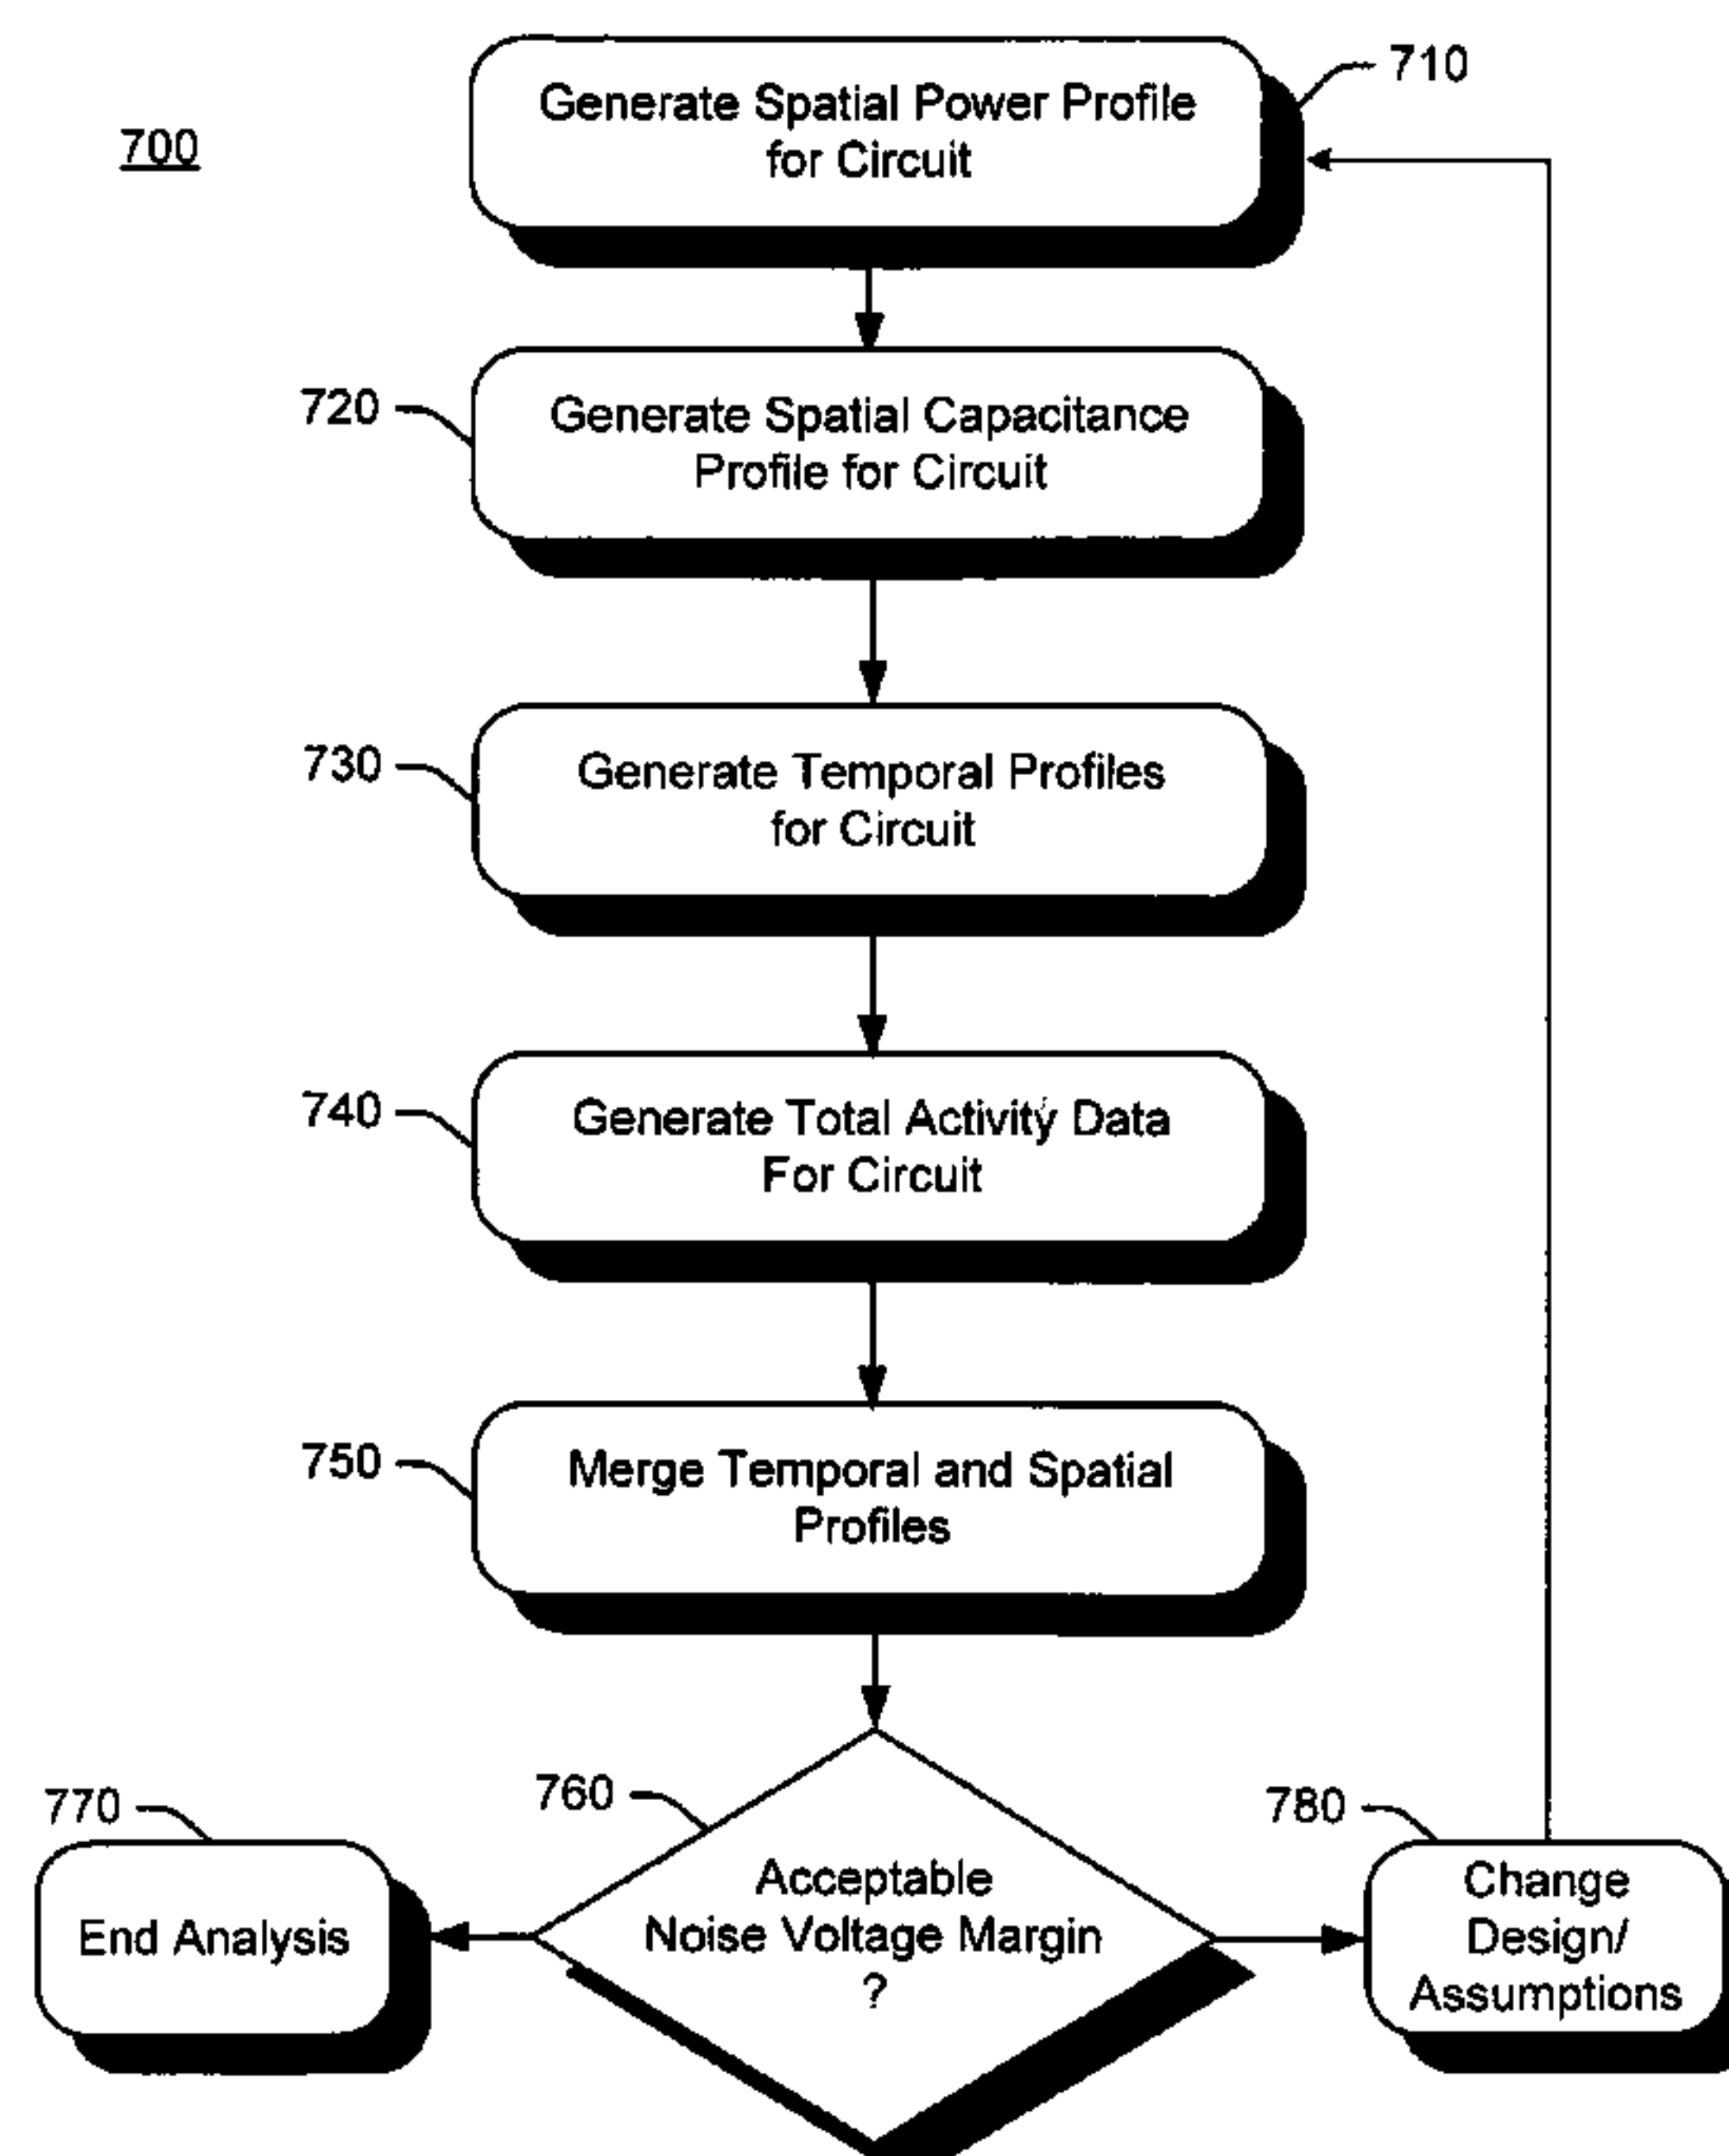 700
710
Generate Spatial Power Profile
for Circuit
720
Generate Spatial Capacitance
Profile for Circuit
730
Generate Temporal Profiles
for Circuit
740
Generate Total Activity Data
For Circuit
750
Merge Temporal and Spatial
Profiles
760
Acceptable
Noise Voltage Margin
?
770
End Analysis
780
Change
Design/
Assumptions